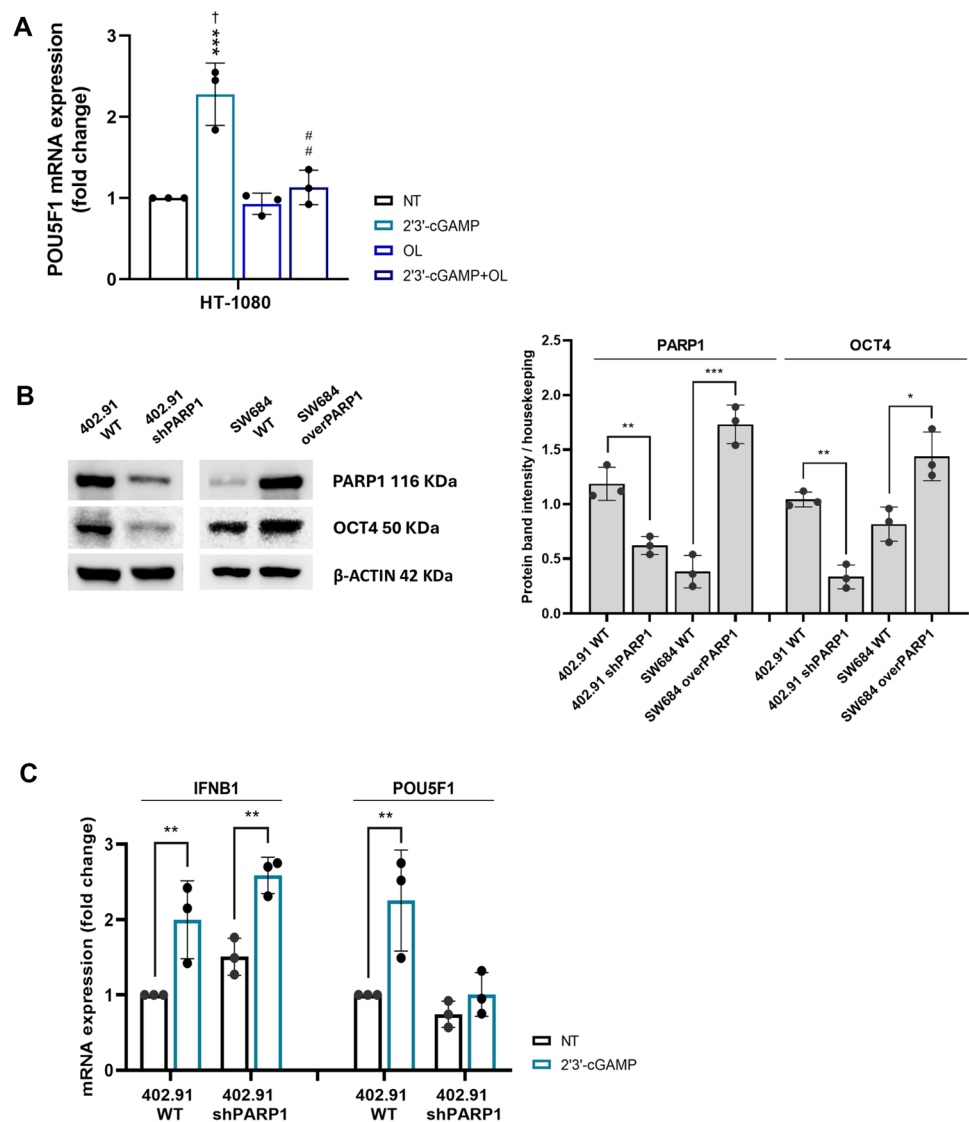 A
POU5F1 mRNA expression
(fold change)
3
2
1
0
*** †
##
HT-1080
NT
2'3'-cGAMP
OL
2'3'-cGAMP+OL
B
402.91
WT
402.91
shPARP1
SW684
WT
SW684
overPARP1
PARP1 116 KDa
OCT4 50 KDa
β-ACTIN 42 KDa
Protein band intensity / housekeeping
2.5
2.0
1.5
1.0
0.5
0.0
PARP1
OCT4
**
***
**
*
402.91 WT
402.91 shPARP1
SW684 WT
SW684 overPARP1
402.91 WT
402.91 shPARP1
SW684 WT
SW684 overPARP1
C
mRNA expression (fold change)
3
2
1
0
IFNB1
POU5F1
**
**
**
402.91
WT
402.91
shPARP1
402.91
WT
402.91
shPARP1
NT
2'3'-cGAMP